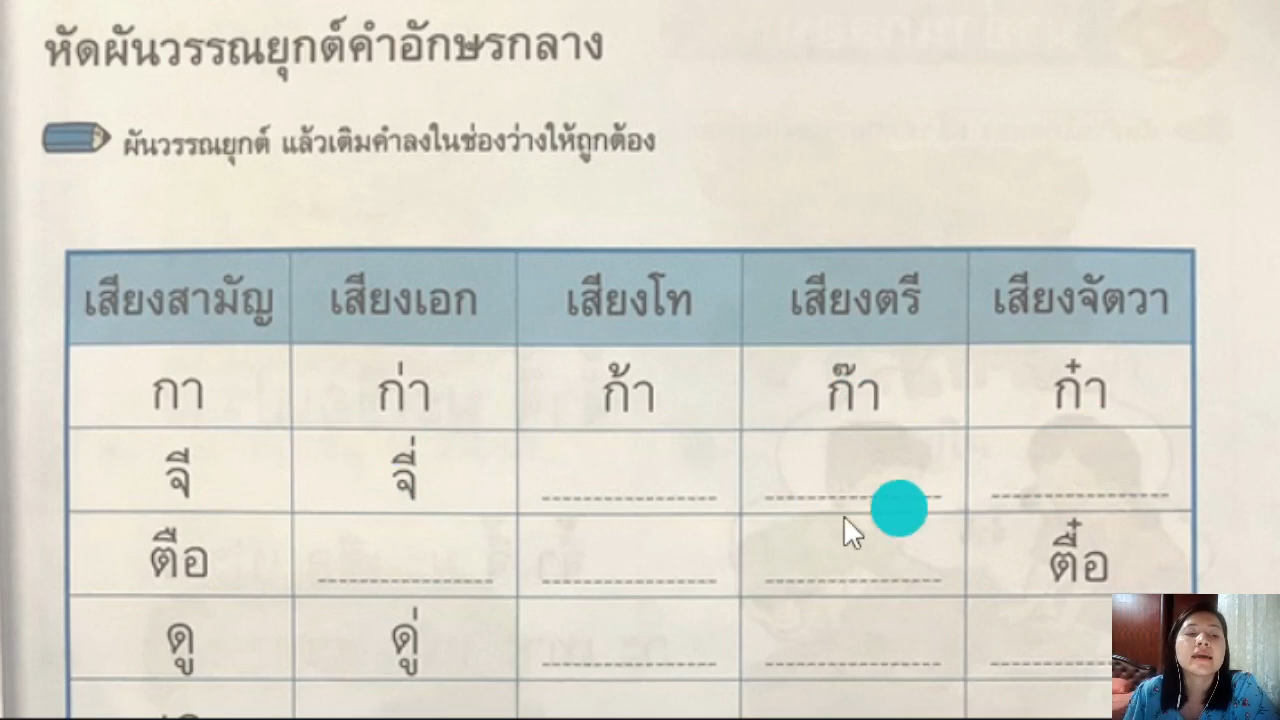 หัดผันวรรณยุกต์คำอักษรกลาง
ผันวรรณยุกต์ แล้วเติมคำลงในช่องว่างให้ถูกต้อง
เสียงสามัญ เสียงเอก เสียงโท เสียงตรี เสียงจัตวา
กา ก่า ก้า ก๊า ก๋า
จี จี่
ตือ ตื๋อ
ดู ดู่